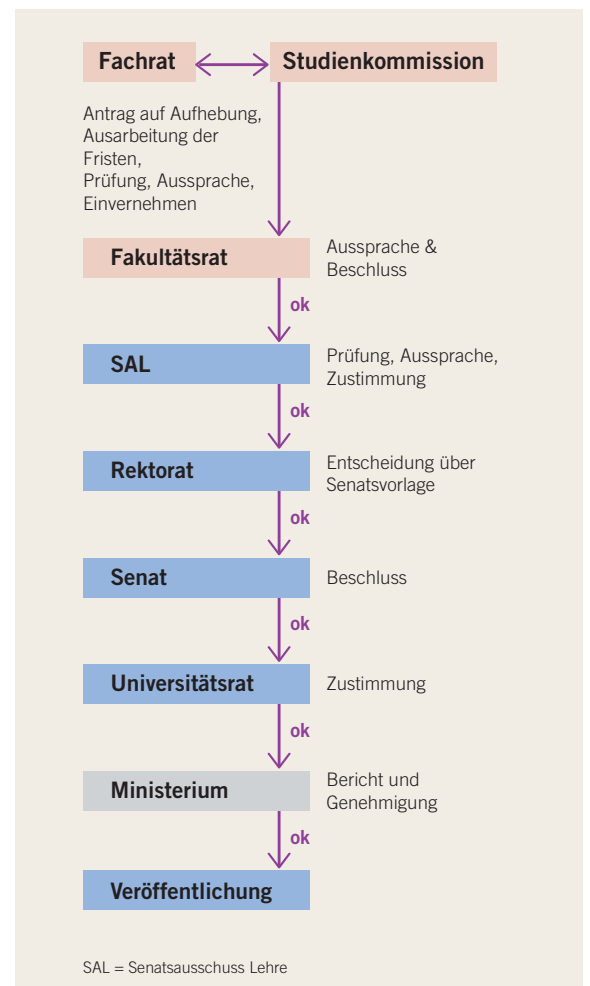 Fachrat
Studienkommission
Antrag auf Aufhebung,
Ausarbeitung der
Fristen,
Prüfung, Aussprache,
Einvernehmen
Fakultätsrat
Aussprache &
Beschluss
ok
SAL
Prüfung, Aussprache,
Zustimmung
ok
Rektorat
Entscheidung über
Senatsvorlage
ok
Senat
Beschluss
ok
Universitätsrat
Zustimmung
ok
Ministerium
Bericht und
Genehmigung
ok
Veröffentlichung
SAL = Senatsausschuss Lehre